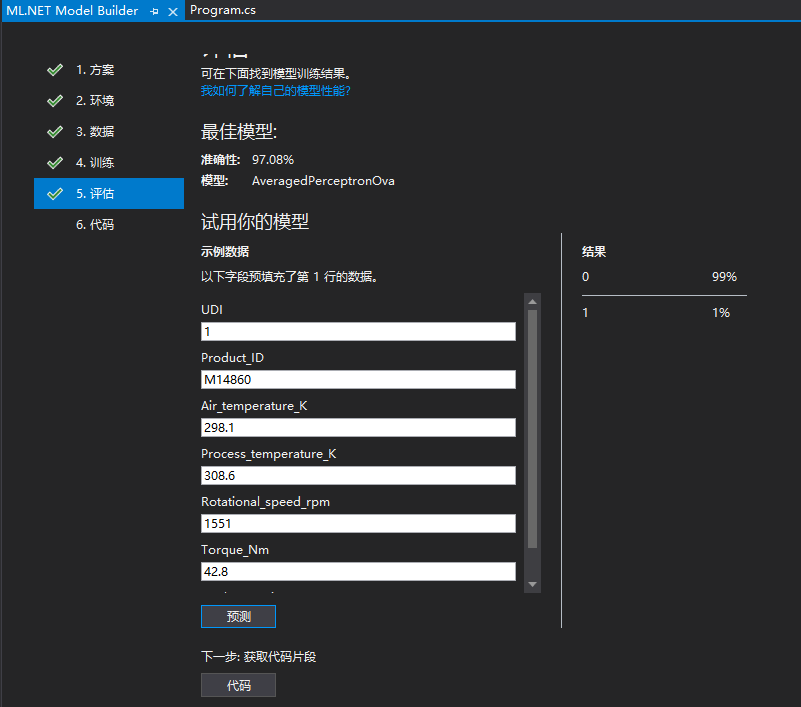 ML.NET Model Builder
Program.cs
1. 方案
2. 环境
3. 数据
4. 训练
5. 评估
6. 代码
可在下面找到模型训练结果。
我如何了解自己的模型性能?
最佳模型:
准确性: 97.08%
模型: AveragedPerceptronOva
试用你的模型
示例数据
以下字段预填充了第 1 行的数据。
UDI
1
Product_ID
M14860
Air_temperature_K
298.1
Process_temperature_K
308.6
Rotational_speed_rpm
1551
Torque_Nm
42.8
预测
下一步: 获取代码片段
代码
结果
0 99%
1 1%